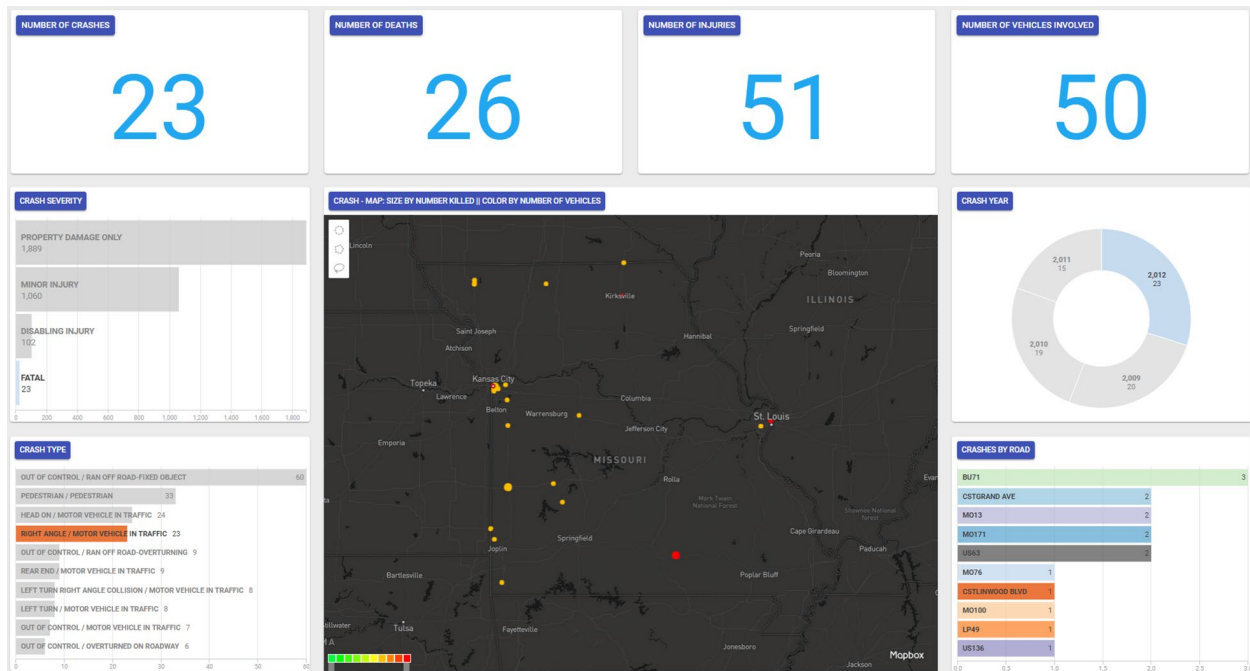 NUMBER OF CRASHES
23
NUMBER OF DEATHS
26
NUMBER OF INJURIES
51
NUMBER OF VEHICLES INVOLVED
50
CRASH SEVERITY
PROPERTY DAMAGE ONLY
1,889
MINOR INJURY
1,060
DISABLING INJURY
102
FATAL
23
0 200 400 600 800 1,000 1,200 1,400 1,600 1,800
CRASH TYPE
OUT OF CONTROL / RAN OFF ROAD-FIXED OBJECT 60
PEDESTRIAN / PEDESTRIAN 33
HEAD ON / MOTOR VEHICLE IN TRAFFIC 24
RIGHT ANGLE / MOTOR VEHICLE IN TRAFFIC 23
OUT OF CONTROL / RAN OFF ROAD-OVERTURNING 9
REAR END / MOTOR VEHICLE IN TRAFFIC 9
LEFT TURN RIGHT ANGLE COLLISION / MOTOR VEHICLE IN TRAFFIC 8
LEFT TURN / MOTOR VEHICLE IN TRAFFIC 8
OUT OF CONTROL / MOTOR VEHICLE IN TRAFFIC 7
OUT OF CONTROL / OVERTURNED ON ROADWAY 6
0 10 20 30 40 50 60
CRASH - MAP: SIZE BY NUMBER KILLED || COLOR BY NUMBER OF VEHICLES
Lincoln
Peoria
Bloomington
Kirksville
ILLINOIS
Saint Joseph
Hannibal
Springfield
Atchison
Topeka
Kansas City
Lawrence
Belton
Warrensburg
Columbia
St. Louis
Jefferson City
Emporia
MISSOURI
Rolla
Evan
Mark Twain
National Forest
Shawnee National
Forest
Cape Girardeau
Joplin
Springfield
Paducah
Bartlesville
Poplar Bluff
Stillwater
Tulsa
Fayetteville
MA
Jonesboro
Jackson
Mapbox
CRASH YEAR
2,011
15
2,012
23
2,010
19
2,009
20
CRASHES BY ROAD
BU71 3
CSTGRAND AVE 2
MO13 2
MO171 2
US63 2
MO76 1
CSTLINWOOD BLVD 1
MO100 1
LP49 1
US136 1
0.0 0.5 1.0 1.5 2.0 2.5 3.0